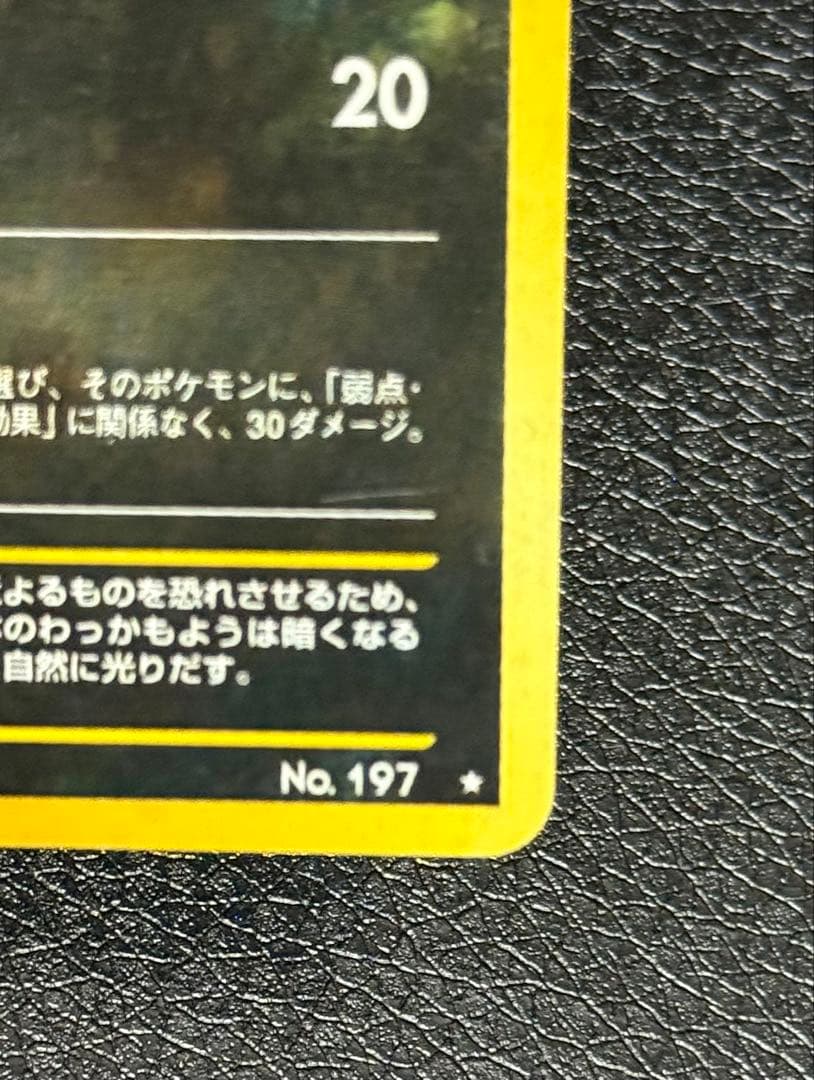 20
選び、そのポケモンに、「弱点・
効果」に関係なく、30ダメージ。
よるものを恐れさせるため、
のわっかもようは暗くなる
自然に光りだす。
No. 197 ★